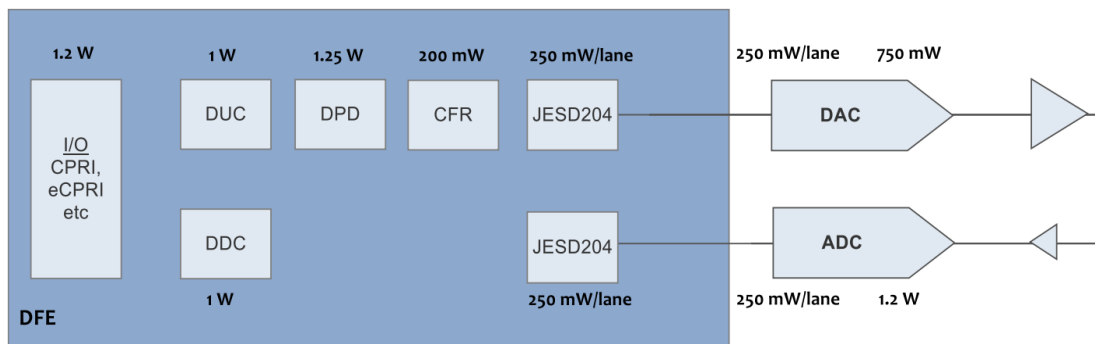 1.2 W
1 W
1.25 W
200 mW
250 mW/lane
250 mW/lane
750 mW
I/O
CPRI,
eCPRI
etc
DUC
DPD
CFR
JESD204
DAC
DDC
JESD204
ADC
1 W
250 mW/lane
250 mW/lane
1.2 W
DFE